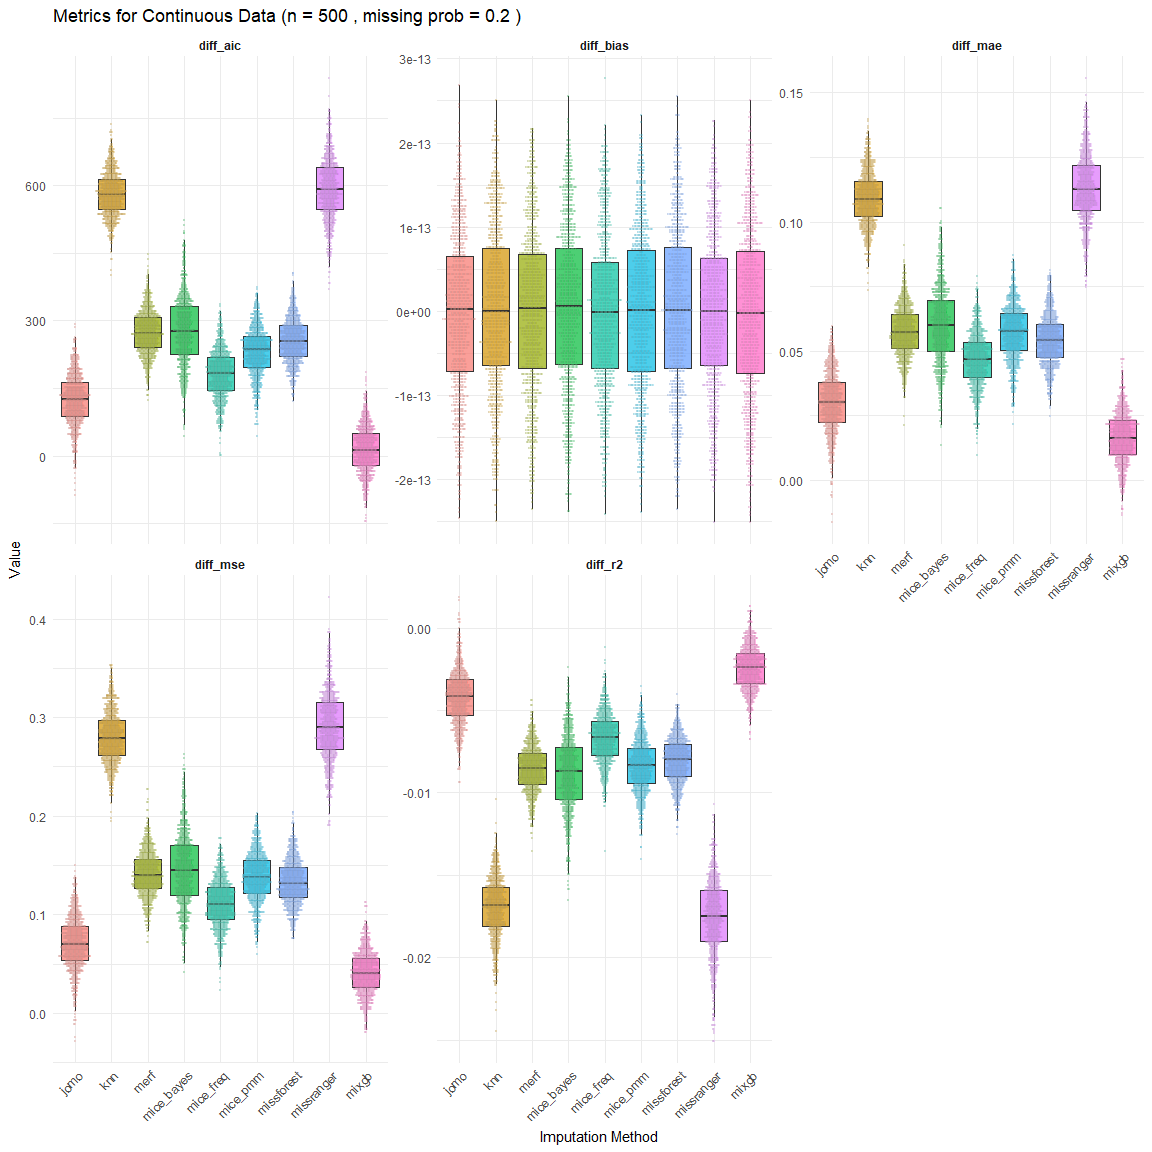 Metrics for Continuous Data (n = 500 , missing prob = 0.2 )
diff_aic
diff_bias
diff_mae
600
300
0
3e-13
2e-13
1e-13
0e+00
-1e-13
-2e-13
0.15
0.10
0.05
0.00
jomo
knn
merf
mice_bayes
mice_freq
mice_pmm
missforest
missranger
mixgb
Value
diff_mse
diff_r2
0.4
0.3
0.2
0.1
0.0
0.00
-0.01
-0.02
jomo
knn
merf
mice_bayes
mice_freq
mice_pmm
missforest
missranger
mixgb
jomo
knn
merf
mice_bayes
mice_freq
mice_pmm
missforest
missranger
mixgb
Imputation Method